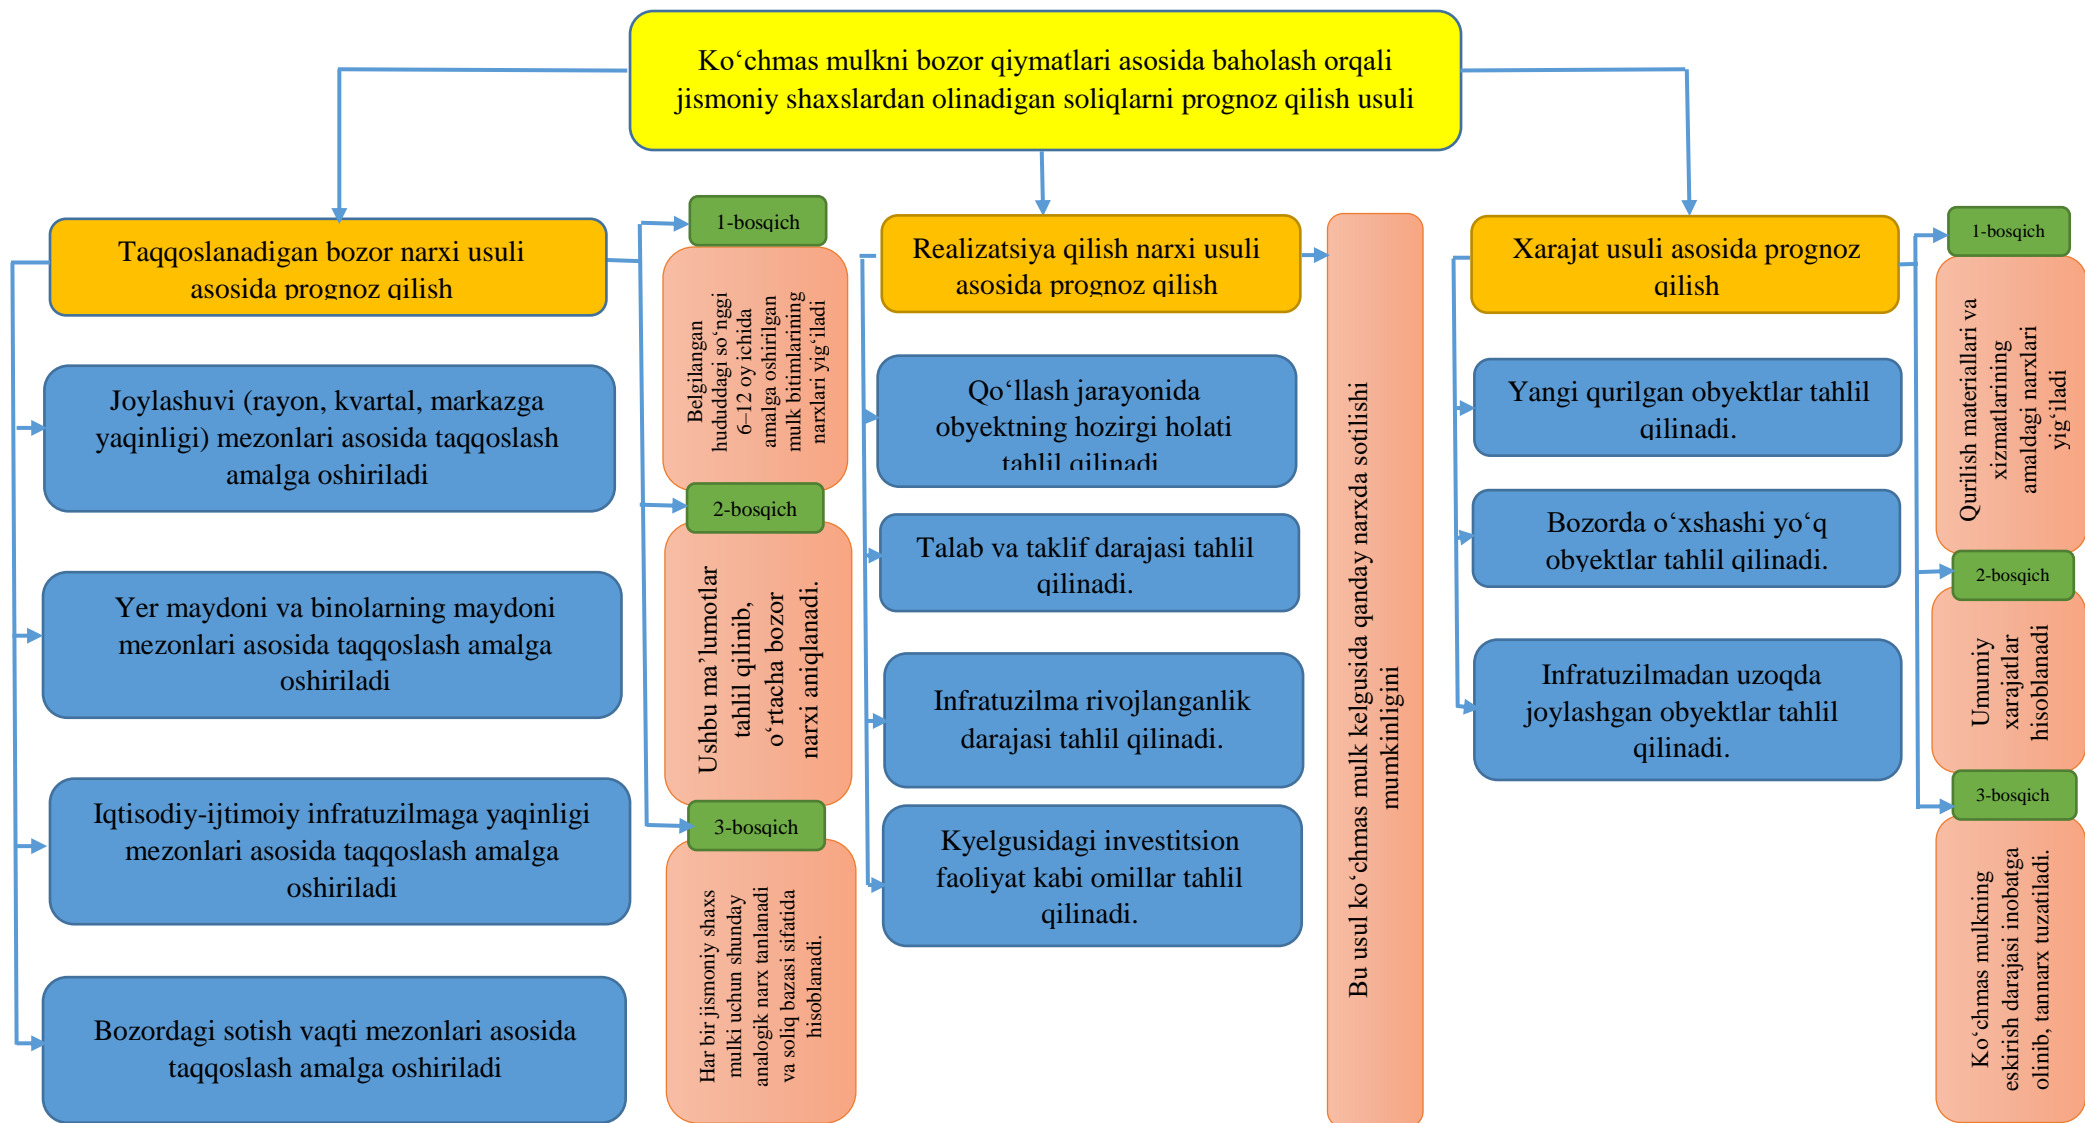 Ko‘chmas mulkni bozor qiymatlari asosida baholash orqali
jismoniy shaxslardan olinadigan soliqlarni prognoz qilish usuli
Taqqoslanadigan bozor narxi usuli
asosida prognoz qilish
Joylashuvi (rayon, kvartal, markazga
yaqinligi) mezonlari asosida taqqoslash
amalga oshiriladi
Yer maydoni va binolarning maydoni
mezonlari asosida taqqoslash amalga
oshiriladi
Iqtisodiy-ijtimoiy infratuzilmaga yaqinligi
mezonlari asosida taqqoslash amalga
oshiriladi
Bozordagi sotish vaqti mezonlari asosida
taqqoslash amalga oshiriladi
1-bosqich
Belgilangan
hududdagi so‘nggi
6–12 oy ichida
amalga oshirilgan
mulk bitimlarining
narxlari yig‘iladi
2-bosqich
Ushbu ma’lumotlar
tahlil qilinib,
o‘rtacha bozor
narxi aniqlanadi.
3-bosqich
Har bir jismoniy shaxs
mulki uchun shunday
analogik narx tanlanadi
va soliq bazasi sifatida
hisoblanadi.
Realizatsiya qilish narxi usuli
asosida prognoz qilish
Qo‘llash jarayonida
obyektning hozirgi holati
tahlil qilinadi
Talab va taklif darajasi tahlil
qilinadi.
Infratuzilma rivojlanganlik
darajasi tahlil qilinadi.
Kyelgusidagi investitsion
faoliyat kabi omillar tahlil
qilinadi.
Bu usul ko‘chmas mulk kelgusida qanday narxda sotilishi
mumkinligini
Xarajat usuli asosida prognoz
qilish
Yangi qurilgan obyektlar tahlil
qilinadi.
Bozorda o‘xshashi yo‘q
obyektlar tahlil qilinadi.
Infratuzilmadan uzoqda
joylashgan obyektlar tahlil
qilinadi.
1-bosqich
Qurilish materiallari va
xizmatlarining
amaldagi narxlari
yig‘iladi
2-bosqich
Umumiy
xarajatlar
hisoblanadi
3-bosqich
Ko‘chmas mulkning
eskirish darajasi inobatga
olinib, tannarx tuzatiladi.